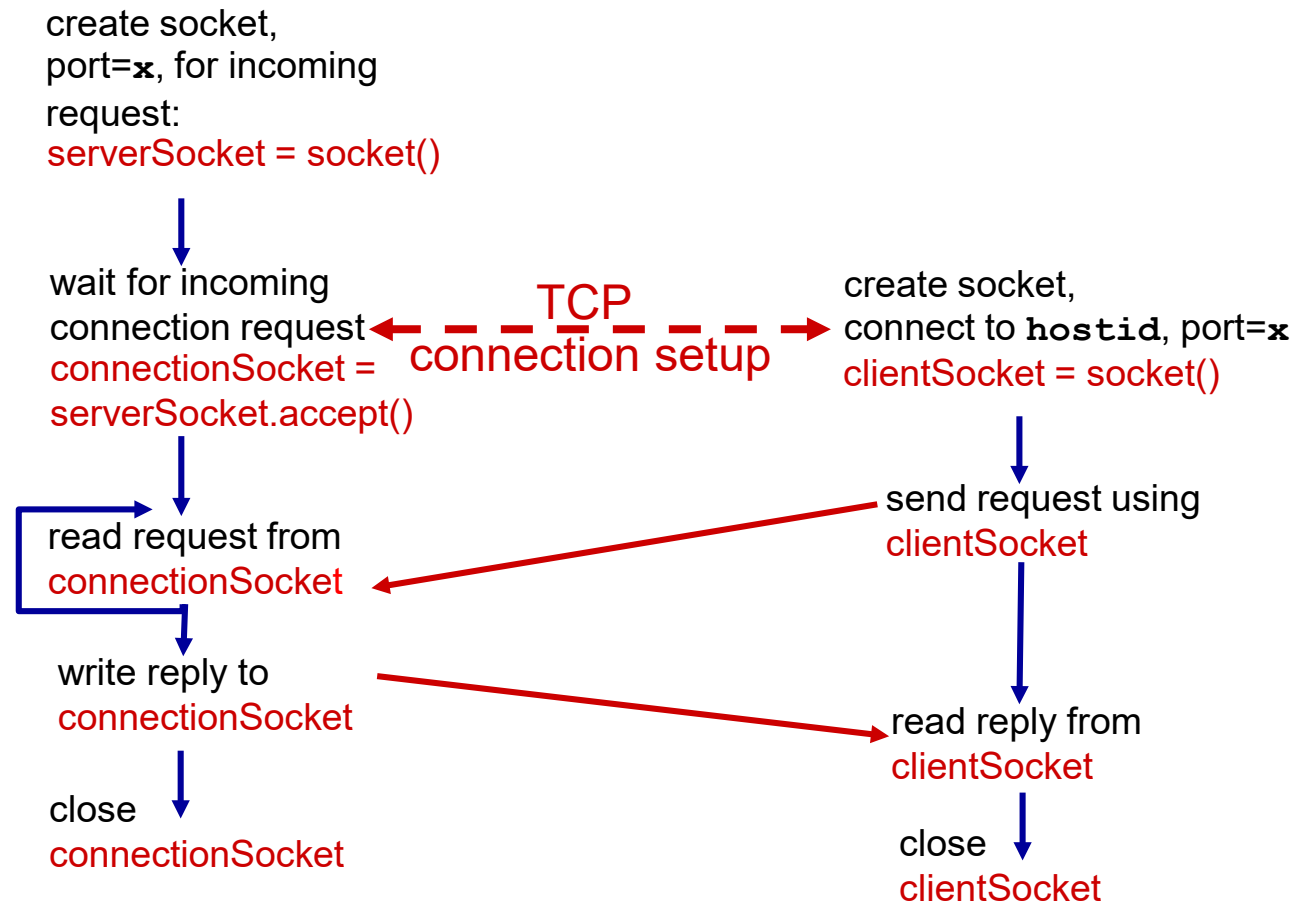 create socket,
port=x, for incoming
request:
serverSocket = socket()
wait for incoming
connection request
connectionSocket =
serverSocket.accept()
TCP
connection setup
create socket,
connect to hostid, port=x
clientSocket = socket()
send request using
clientSocket
read request from
connectionSocket
write reply to
connectionSocket
read reply from
clientSocket
close
connectionSocket
close
clientSocket